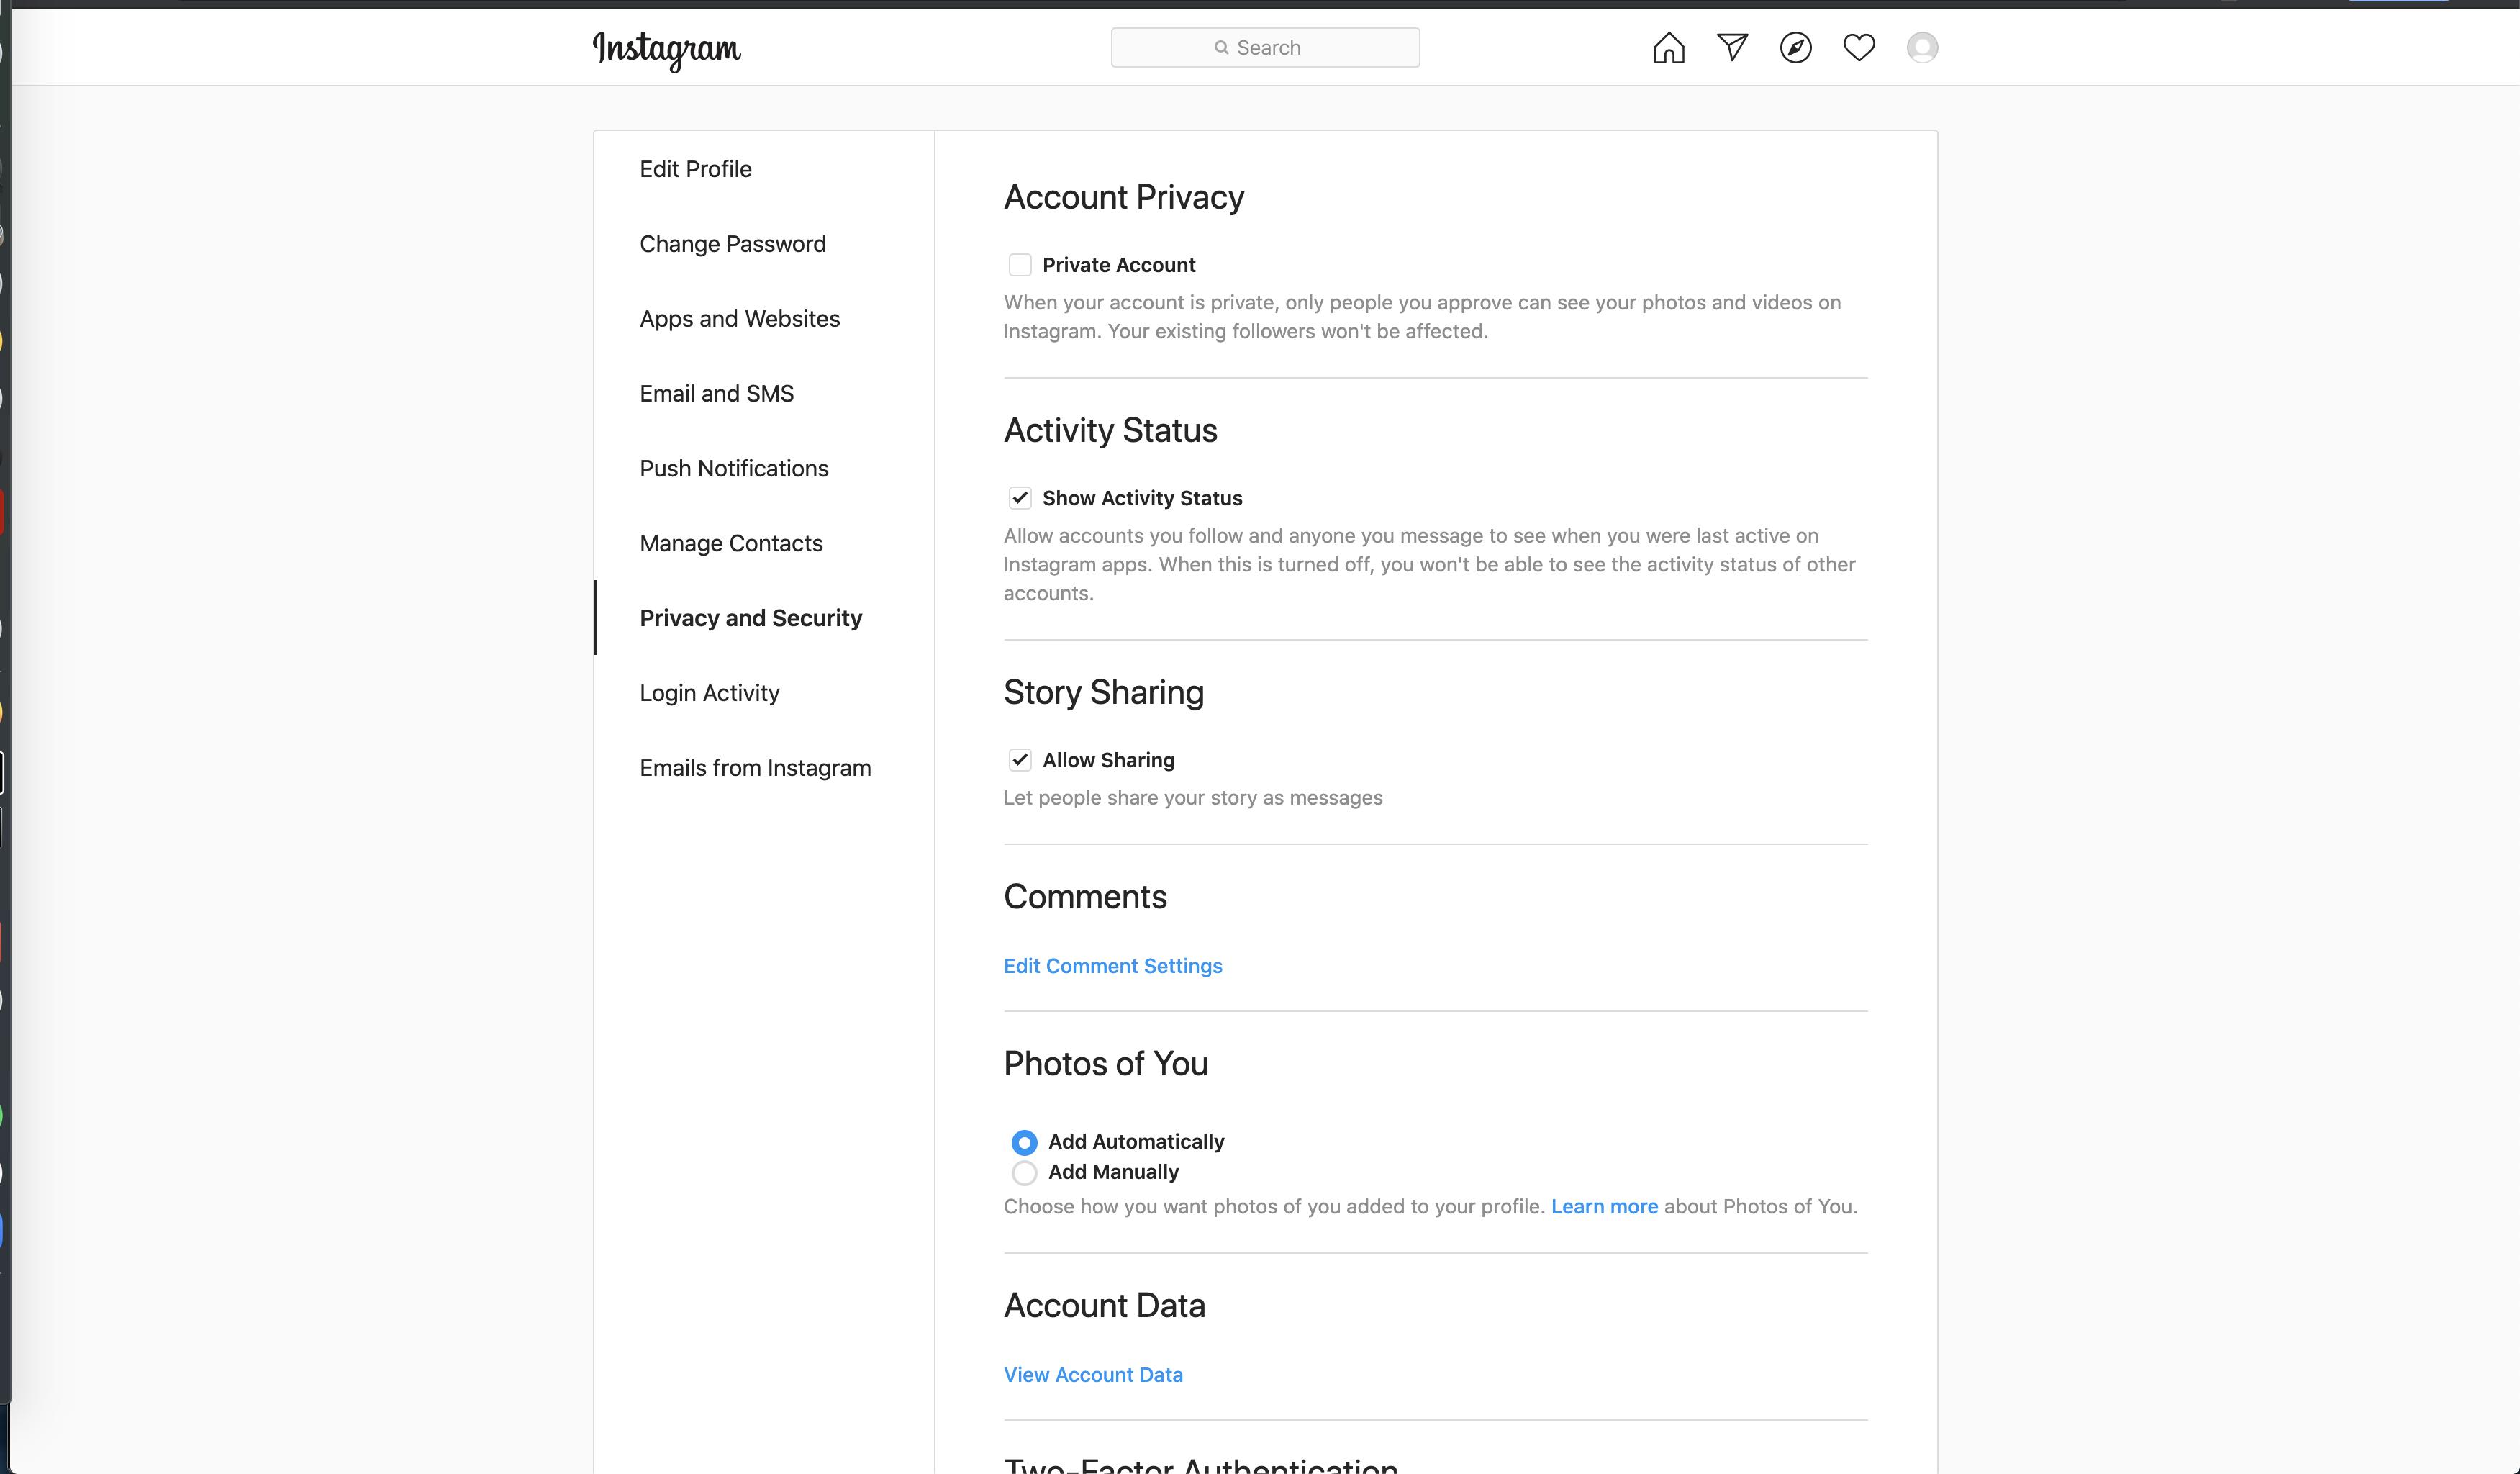 Instagram
Search
Edit Profile
Change Password
Apps and Websites
Email and SMS
Push Notifications
Manage Contacts
Privacy and Security
Login Activity
Emails from Instagram
Account Privacy
Private Account
When your account is private, only people you approve can see your photos and videos on
Instagram. Your existing followers won't be affected.
Activity Status
Show Activity Status
Allow accounts you follow and anyone you message to see when you were last active on
Instagram apps. When this is turned off, you won't be able to see the activity status of other
accounts.
Story Sharing
Allow Sharing
Let people share your story as messages
Comments
Edit Comment Settings
Photos of You
Add Automatically
Add Manually
Choose how you want photos of you added to your profile. Learn more about Photos of You.
Account Data
View Account Data
Two-Factor Authentication